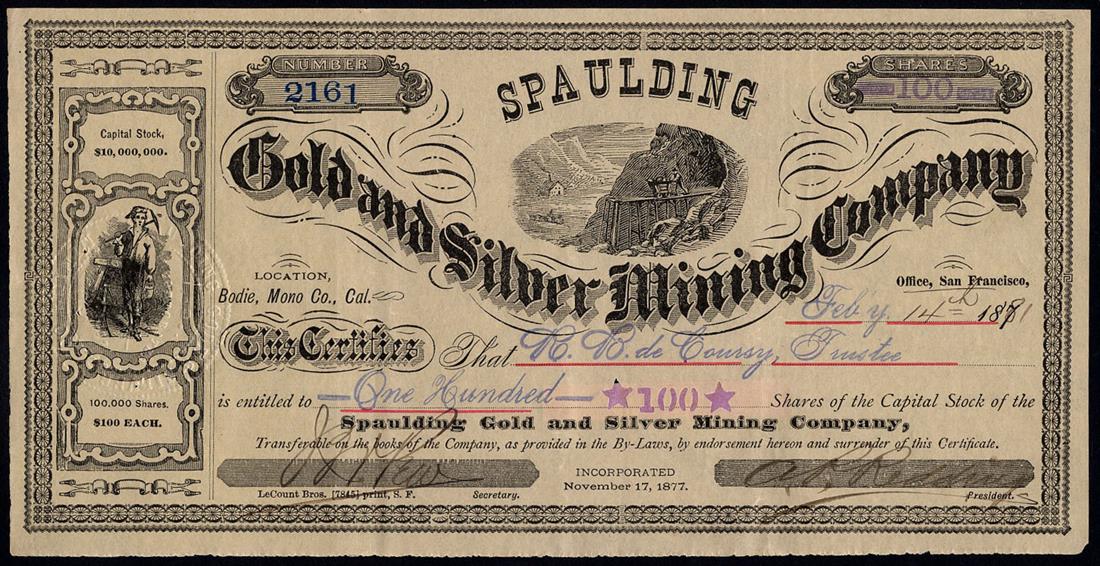 NUMBER
2161
SHARES
100
SPAULDING
Gold and Silver Mining Company
Capital Stock,
$10,000,000.
100,000 Shares.
$100 EACH.
LOCATION,
Bodie, Mono Co., Cal.
Office, San Francisco,
Feb'y 14th 1881
This Certifies That R. B. de Coursy, Trustee
is entitled to One Hundred 100 Shares of the Capital Stock of the
Spaulding Gold and Silver Mining Company,
Transferable on the books of the Company, as provided in the By-Laws, by endorsement hereon and surrender of this Certificate.
INCORPORATED
November 17, 1877.
LeCount Bros. [7845] print, S. F.
Secretary.
President.